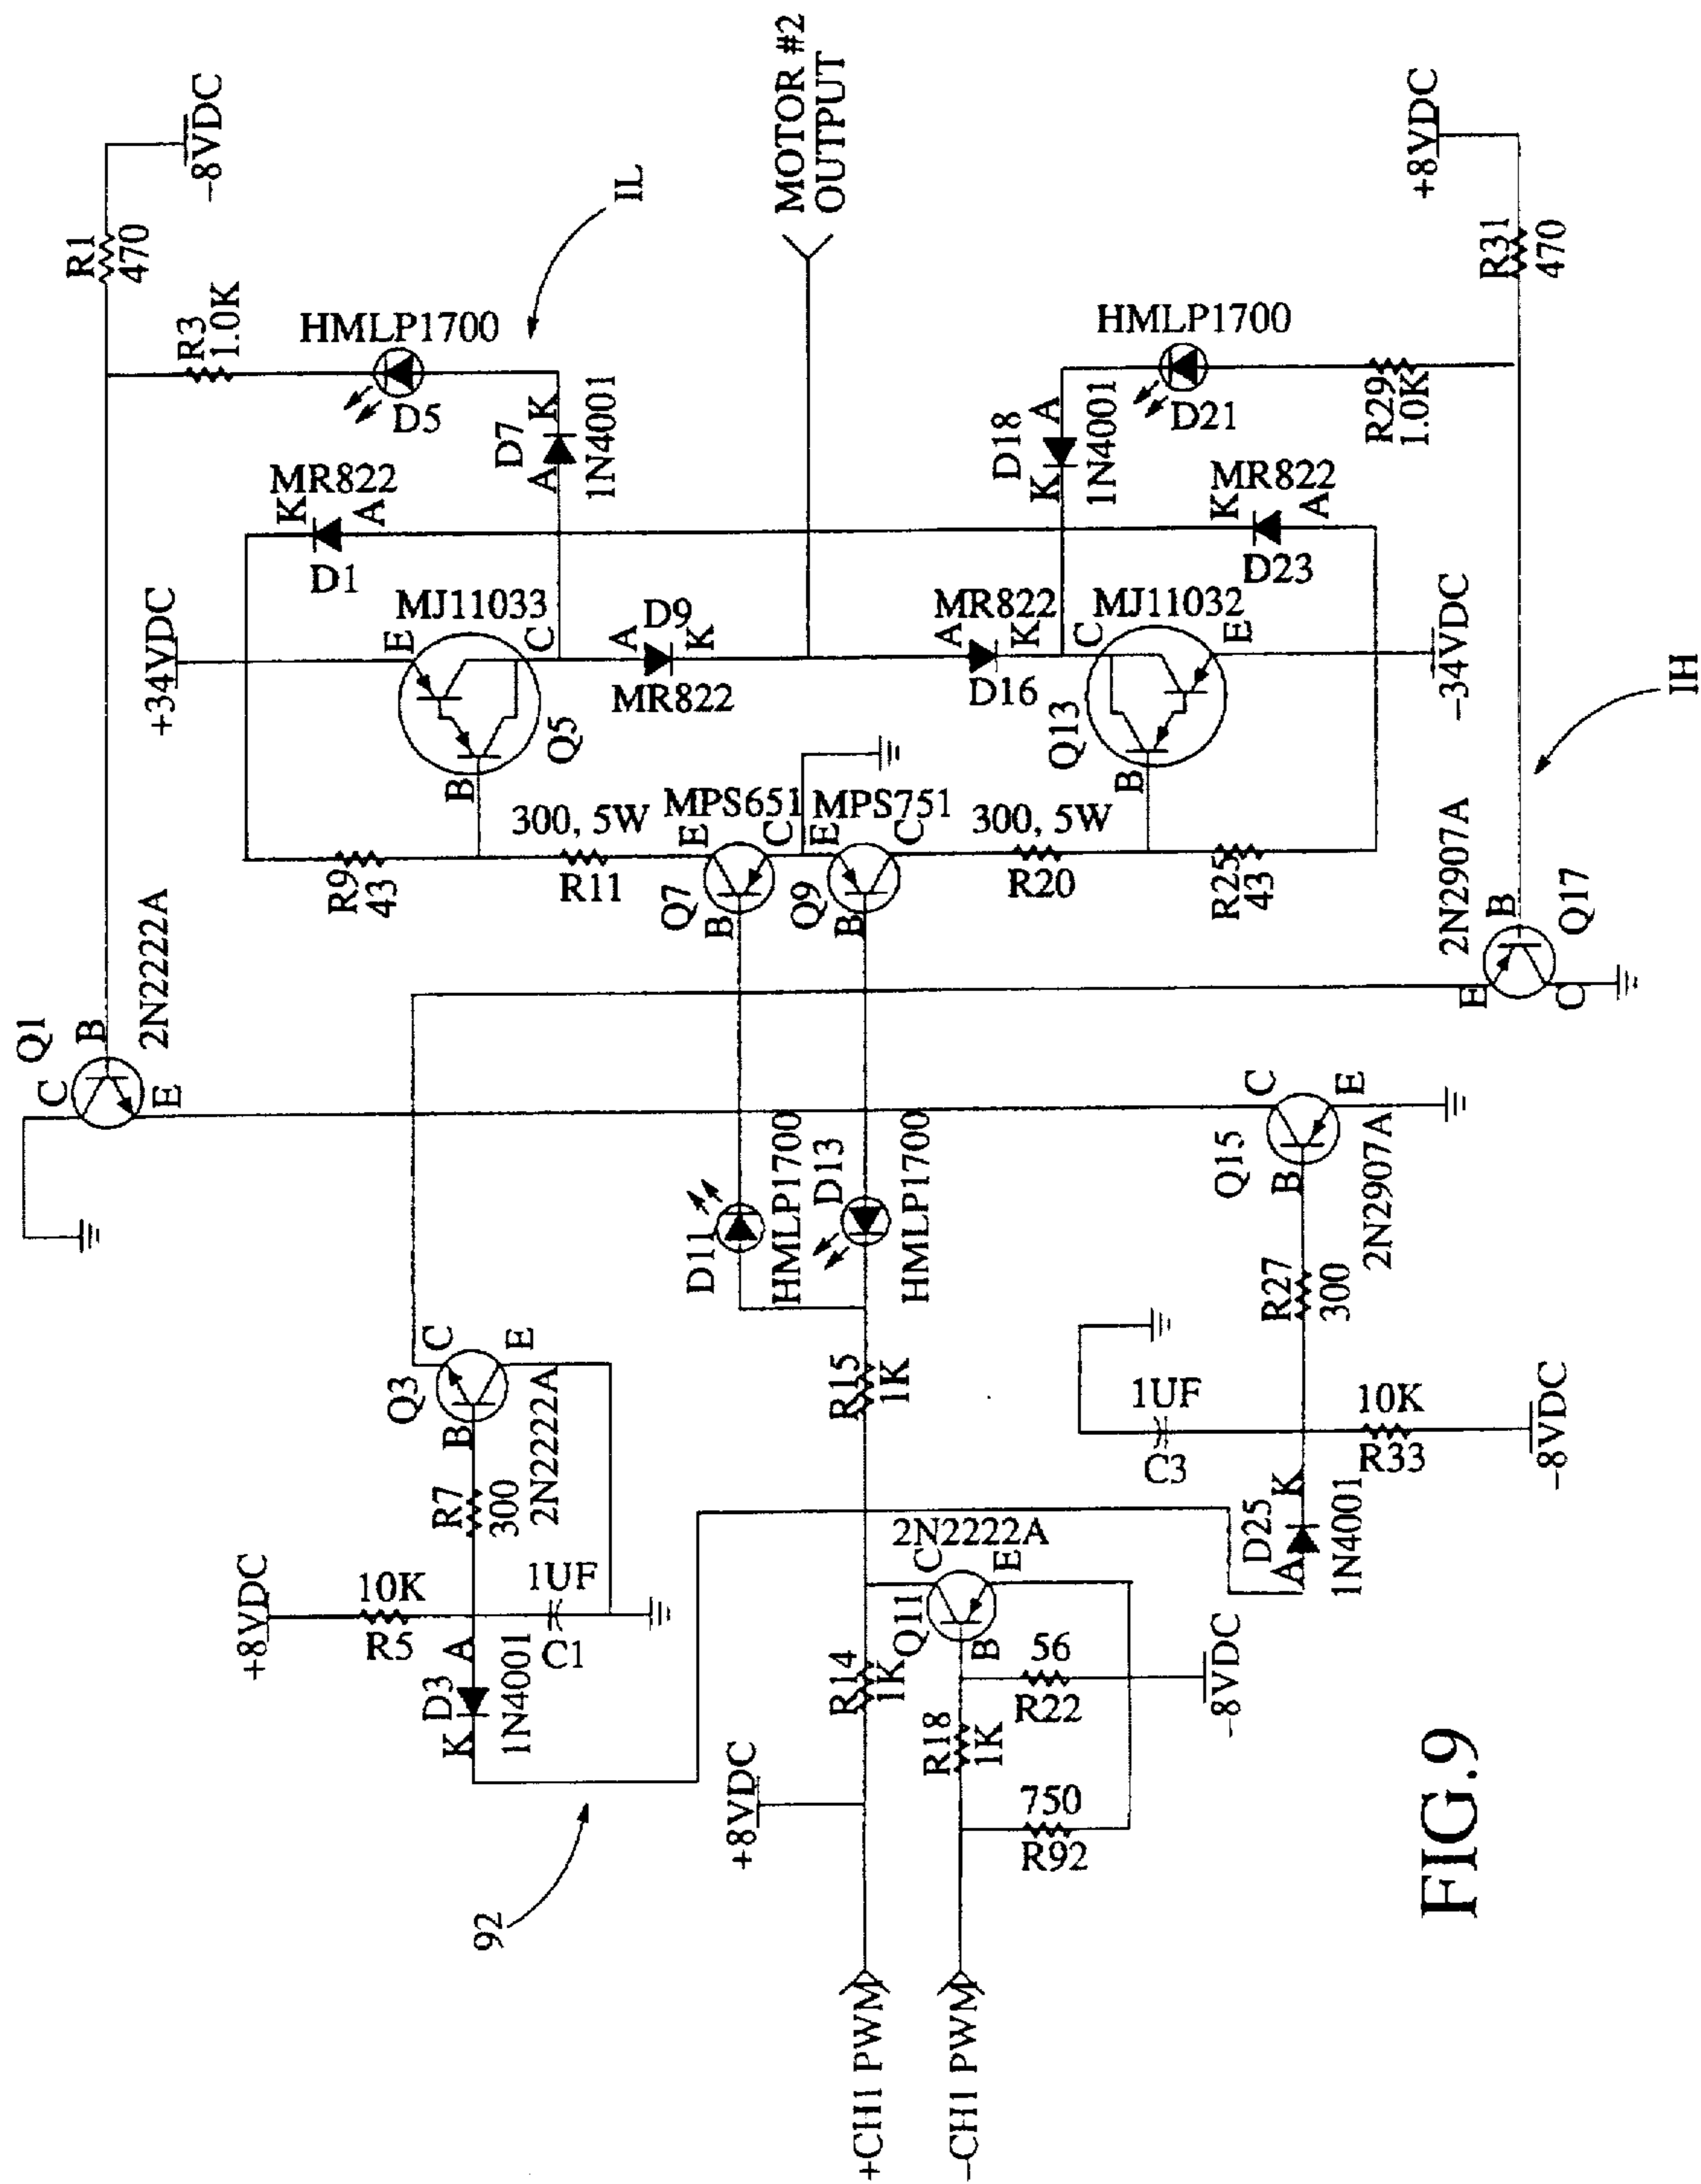 MOTOR #2
OUTPUT
R1
470
-8VDC
R3
1.0K
HMLP1700
D5
IL
D7
A
K
1N4001
MR822
K
A
D1
+34VDC
MJ11033
E
C
B
Q5
D9
A
K
MR822
MR822
A
K
D16
D18
K
A
1N4001
HMLP1700
D21
R29
1.0K
+8VDC
R31
470
MR822
K
A
D23
MJ11032
C
E
B
Q13
-34VDC
IH
R9
43
300, 5W
R11
MPS651
E
C
B
Q7
MPS751
E
C
B
Q9
300, 5W
R20
R25
43
2N2907A
B
E
C
Q17
Q1
C
B
E
2N2222A
D11
HMLP1700
D13
HMLP1700
Q15
C
B
E
2N2907A
R27
300
Q3
C
B
E
2N2222A
R7
300
R15
1K
1UF
C3
10K
R33
-8VDC
+8VDC
10K
R5
1UF
C1
D3
A
K
1N4001
2N2222A
C
E
B
Q11
D25
A
K
1N4001
R14
1K
56
R22
-8VDC
R18
1K
+8VDC
750
R92
92
+CH1 PWM
-CH1 PWM
FIG.9